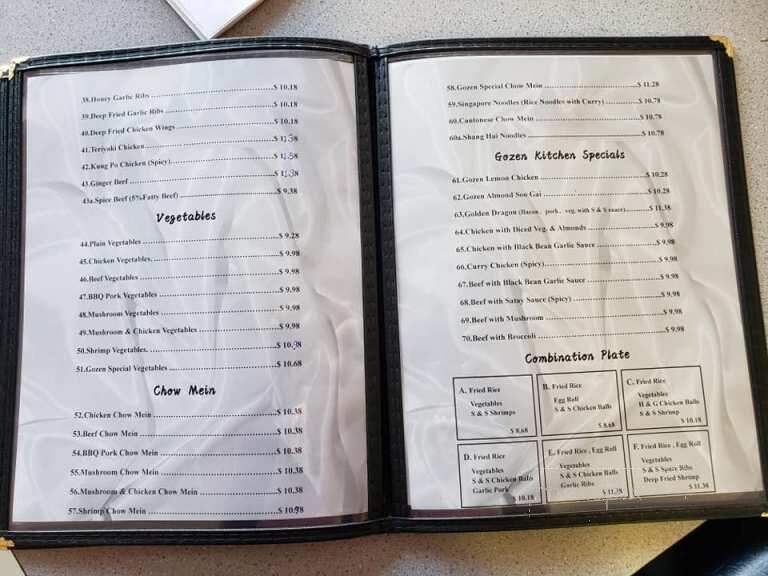 38.Honey Garlic Ribs ..........$ 10.18
39.Deep Fried Garlic Ribs ..........$ 10.18
40.Deep Fried Chicken Wings ..........$ 10.18
41.Teriyaki Chicken ..........
42.Kung Po Chicken (Spicy)..........
43.Ginger Beef ..........
43a.Spice Beef (5%Fatty Beef) ..........$ 9.38
Vegetables
44.Plain Vegetables ..........$ 9.28
45.Chicken Vegetables. ..........$ 9.98
46.Beef Vegetables ..........$ 9.98
47.BBQ Pork Vegetables ..........$ 9.98
48.Mushroom Vegetables ..........$ 9.98
49.Mushroom & Chicken Vegetables ..........$ 9.98
50.Shrimp Vegetables. ..........
51.Gozen Special Vegetables ..........$ 10.68
Chow Mein
52.Chicken Chow Mein ..........$ 10.38
53.Beef Chow Mein ..........$ 10.38
54.BBQ Pork Chow Mein ..........$ 10.38
55.Mushroom Chow Mein ..........$ 10.38
56.Mushroom & Chicken Chow Mein ..........$ 10.38
57.Shrimp Chow Mein ..........
58.Gozen Special Chow Mein ..........$ 11.28
59.Singapore Noodles (Rice Noodles with Curry) ..........$ 10.78
60.Cantonese Chow Mein ..........$ 10.78
60a.Shang Hai Noodles ..........$ 10.78
Gozen Kitchen Specials
61.Gozen Lemon Chicken ..........$ 10.28
62.Gozen Almond Soo Gai ..........$ 10.28
63.Golden Dragon (Bacon, pork, veg. with S & S sauce) ..........$ 11.38
64.Chicken with Diced Veg. & Almonds ..........$ 9.98
65.Chicken with Black Bean Garlic Sauce ..........$ 9.98
66.Curry Chicken (Spicy)..........$ 9.98
67.Beef with Black Bean Garlic Sauce ..........$ 9.98
68.Beef with Satay Sauce (Spicy) ..........$ 9.98
69.Beef with Mushroom ..........$ 9.98
70.Beef with Broccoli ..........$ 9.98
Combination Plate
A. Fried Rice
Vegetables
S & S Shrimps
$ 8.68
B. Fried Rice
Egg Roll
S & S Chicken Balls
$ 8.68
C. Fried Rice
Vegetables
H & G Chicken Balls
S & S Shrimp
$ 10.18
D. Fried Rice
Vegetables
S & S Chicken Balls
Garlic Pork
10.18
E. Fried Rice , Egg Roll
Vegetables
S & S Chicken Balls
Garlic Ribs
F. Fried Rice , Egg Roll
Vegetables
S & S Spare Ribs
Deep Fried Shrimp
$ 11.38